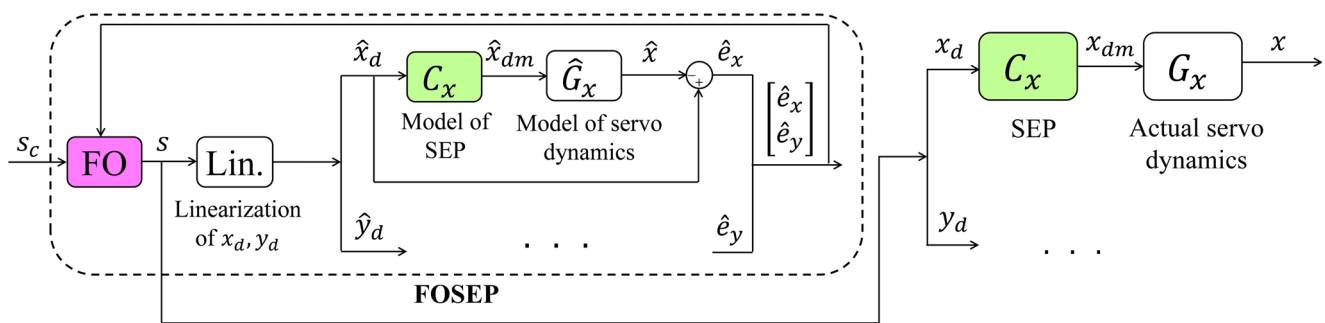 s_c
FO
s
Lin.
Linearization
of x_d, y_d
x̂_d
C_x
Model of
SEP
x̂_dm
Ĝ_x
Model of servo
dynamics
x̂
-
+
ê_x
[ê_x
ê_y]
ŷ_d
. . .
ê_y
FOSEP
x_d
C_x
SEP
x_dm
G_x
Actual servo
dynamics
x
y_d
. . .